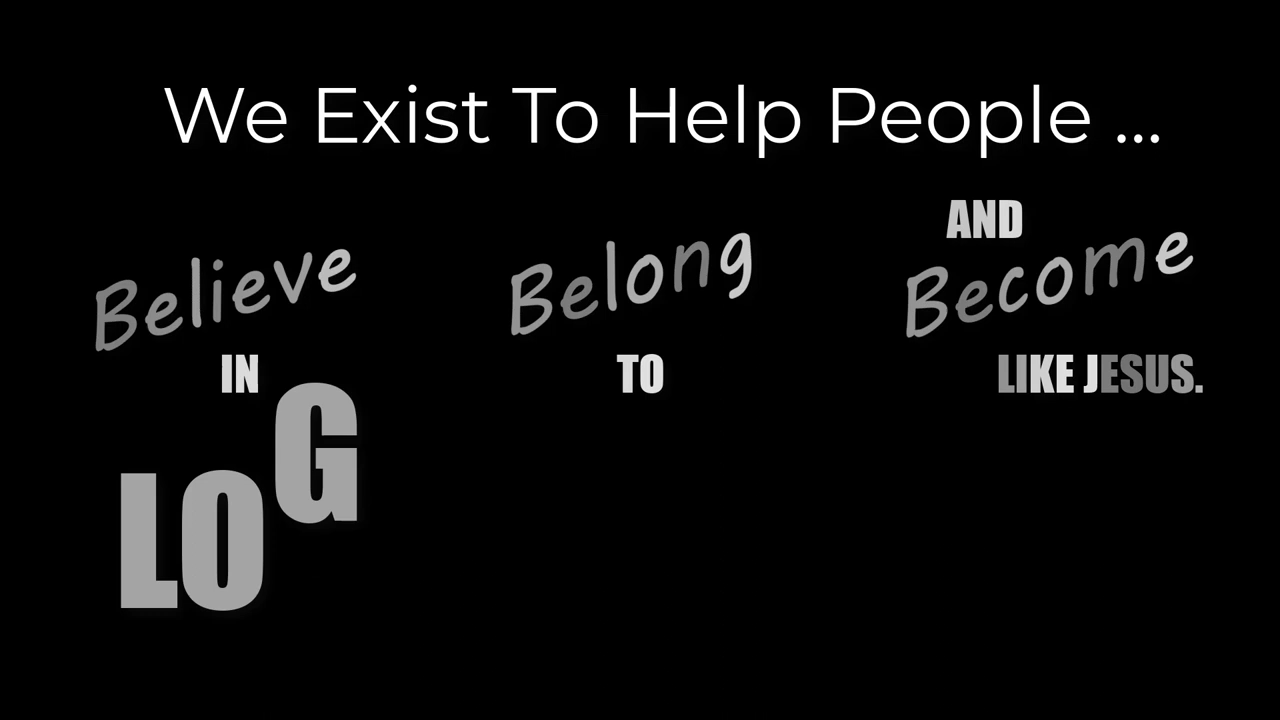 We Exist To Help People ...
Believe
IN
LOG
Belong
TO
AND
Become
LIKE JESUS.